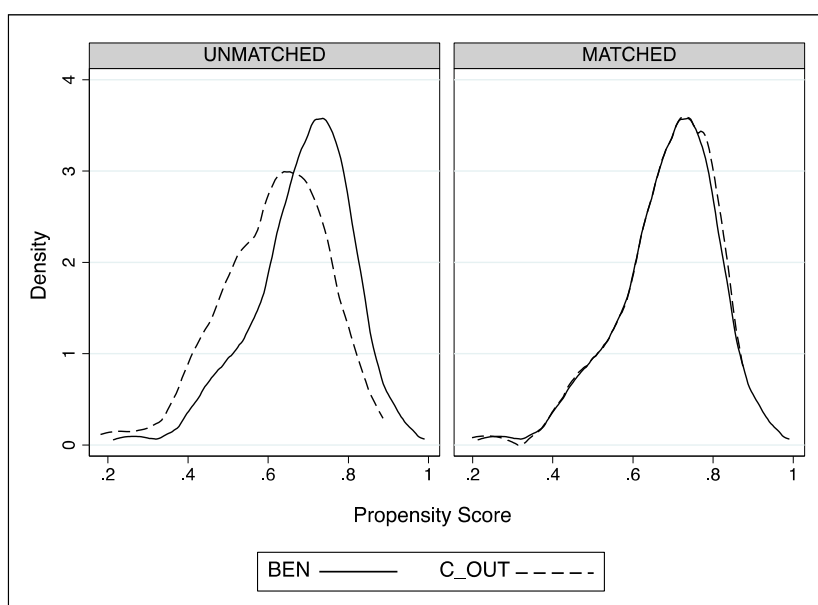 UNMATCHED MATCHED
4
3
2
1
0
Density
.2 .4 .6 .8 1 .2 .4 .6 .8 1
Propensity Score
BEN C_OUT